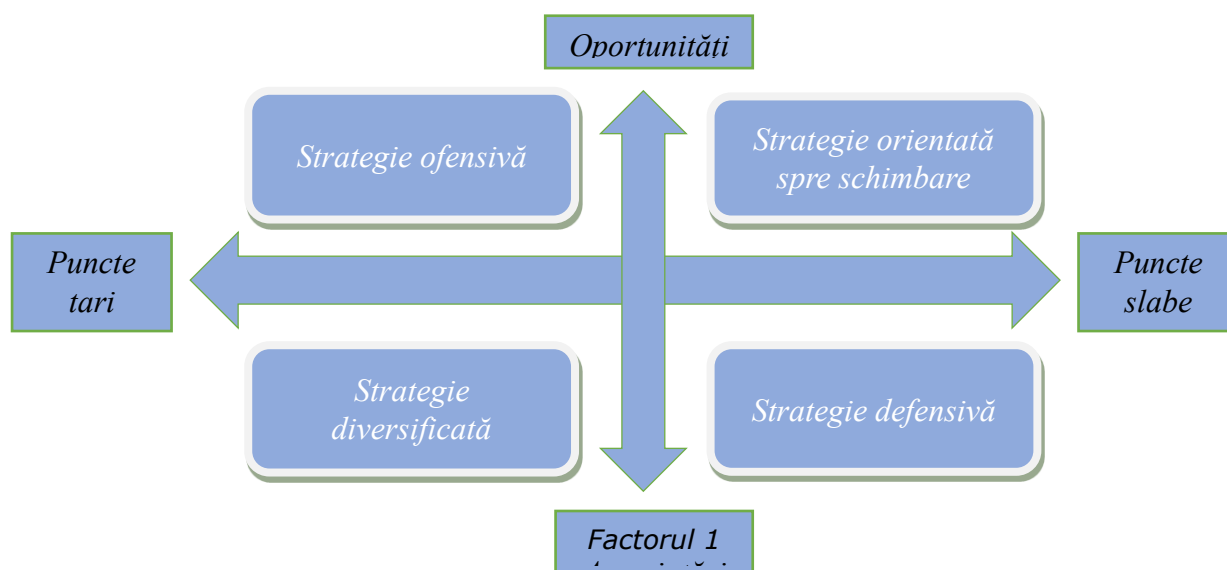 Oportunități
Strategie ofensivă
Strategie orientată
spre schimbare
Puncte
tari
Puncte
slabe
Strategie
diversificată
Strategie defensivă
Factorul 1